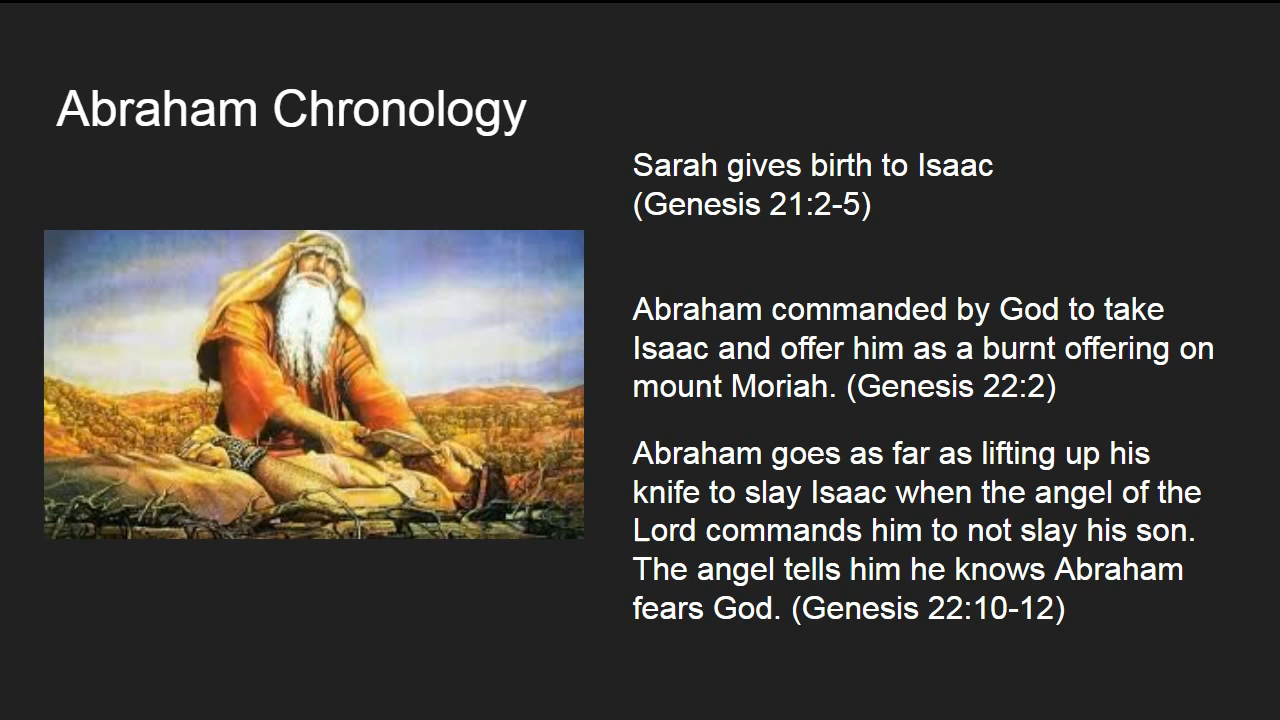 Abraham Chronology
Sarah gives birth to Isaac
(Genesis 21:2-5)
Abraham commanded by God to take
Isaac and offer him as a burnt offering on
mount Moriah. (Genesis 22:2)
Abraham goes as far as lifting up his
knife to slay Isaac when the angel of the
Lord commands him to not slay his son.
The angel tells him he knows Abraham
fears God. (Genesis 22:10-12)